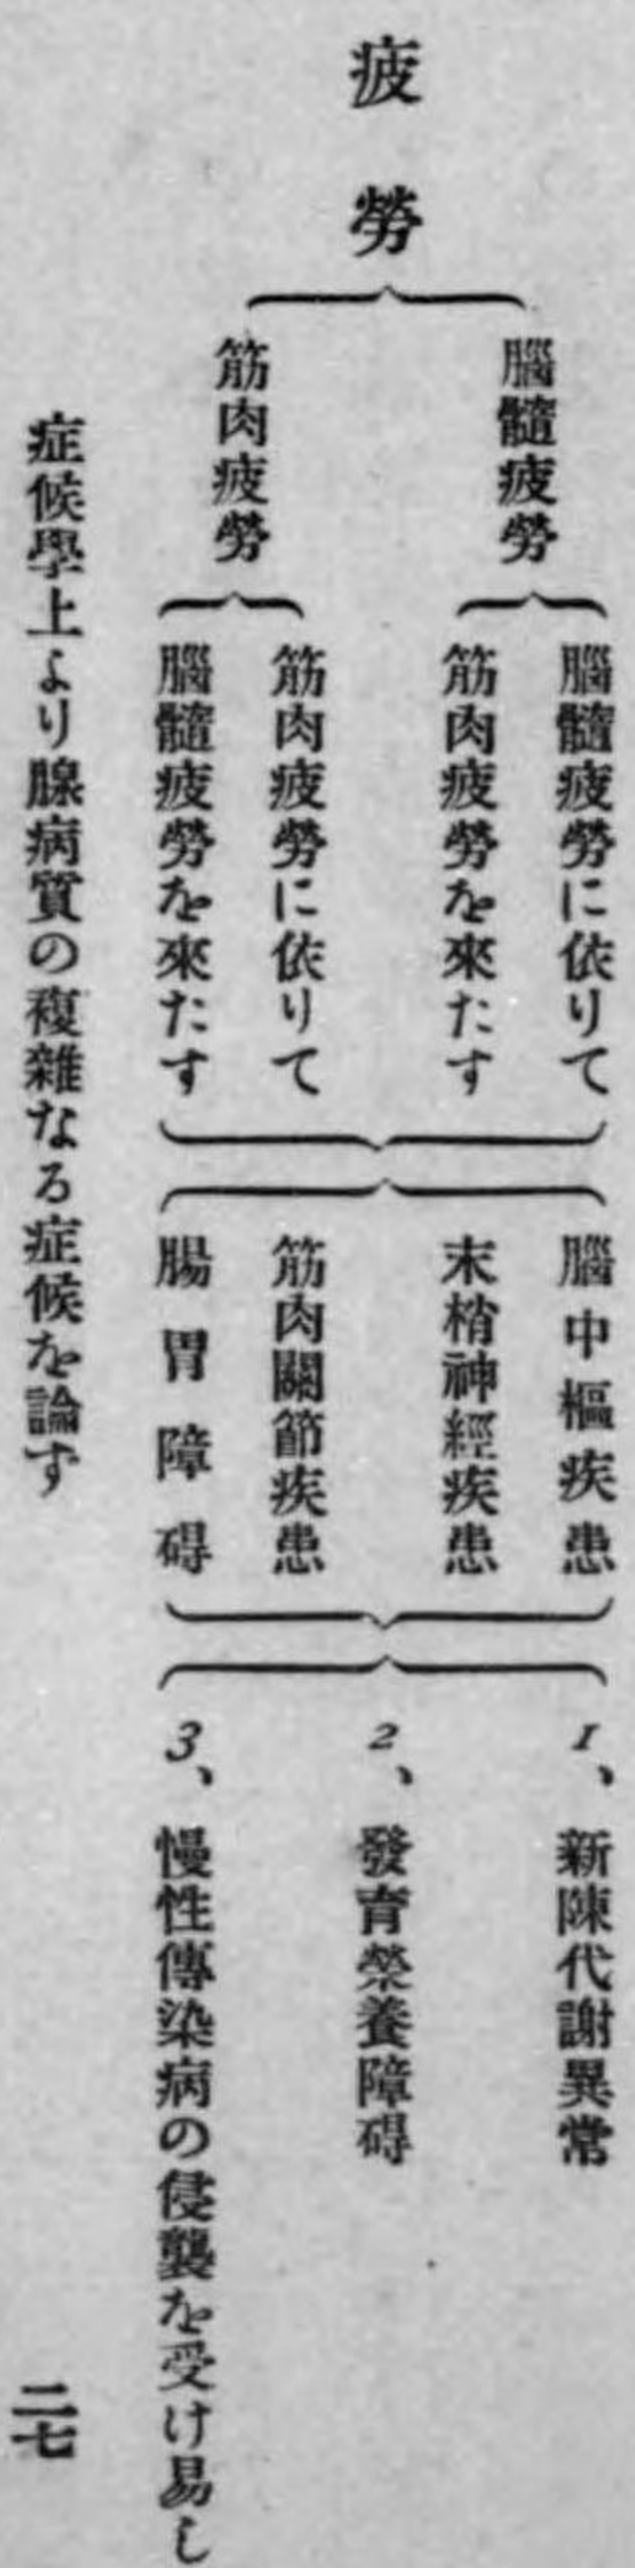 疲勞
腦髓疲勞
筋肉疲勞
腦髓疲勞に依りて
筋肉疲勞を來たす
筋肉疲勞に依りて
腦髓疲勞を來たす
腦中樞疾患
末梢神經疾患
筋肉關節疾患
腸胃障碍
1、新陳代謝異常
2、發育榮養障碍
3、慢性傳染病の侵襲を受け易し
症候學上より腺病質の複雜なる症候を論ず
二七